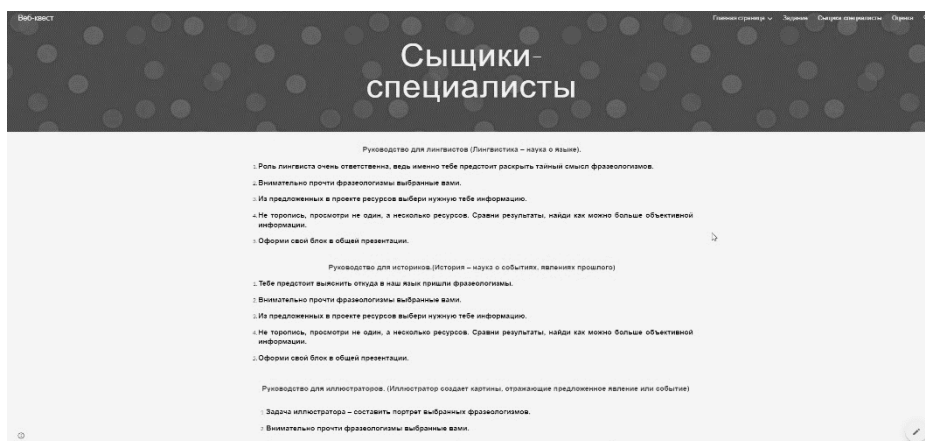 Веб-квест
Главная страница
Задания
Сыщики специалисты
Оценка
Сыщики-
специалисты
Руководство для лингвистов (Лингвистика – наука о языке).
1. Роль лингвиста очень ответственна, ведь именно тебе предстоит раскрыть тайный смысл фразеологизмов.
2. Внимательно прочти фразеологизмы выбранные вами.
3. Из предложенных в проекте ресурсов выбери нужную тебе информацию.
4. Не торопись, просмотри не один, а несколько ресурсов. Сравни результаты, найди как можно больше объективной
информации.
5. Оформи свой блок в общей презентации.
Руководство для историков.(История – наука о событиях, явлениях прошлого)
1. Тебе предстоит выяснить откуда в наш язык пришли фразеологизмы.
2. Внимательно прочти фразеологизмы выбранные вами.
3. Из предложенных в проекте ресурсов выбери нужную тебе информацию.
4. Не торопись, просмотри не один, а несколько ресурсов. Сравни результаты, найди как можно больше объективной
информации.
5. Оформи свой блок в общей презентации.
Руководство для иллюстраторов. (Иллюстратор создает картины, отражающие предложенное явление или событие)
1. Задача иллюстратора – составить портрет выбранных фразеологизмов.
2. Внимательно прочти фразеологизмы выбранные вами.